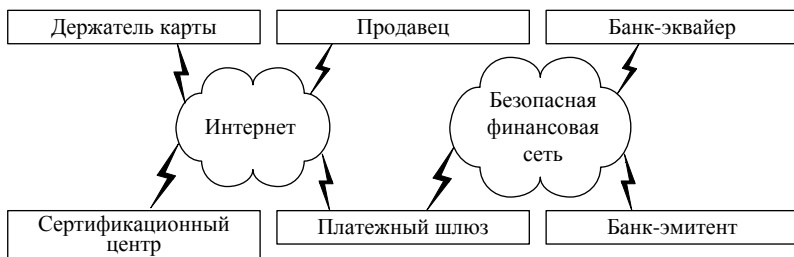 Держатель карты
Продавец
Банк-эквайер
Интернет
Безопасная
финансовая
сеть
Сертификационный
центр
Платежный шлюз
Банк-эмитент